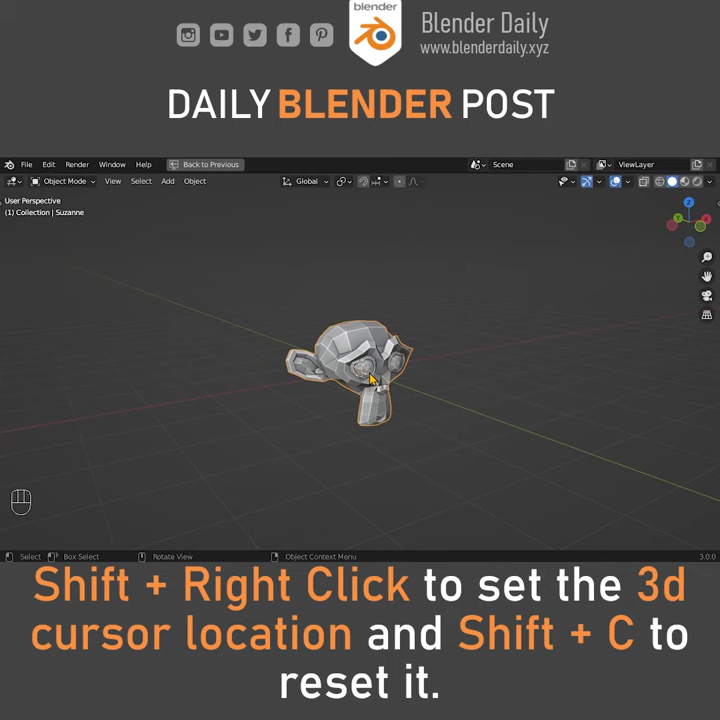 blender
Blender Daily
www.blenderdaily.xyz
DAILY BLENDER POST
File Edit Render Window Help Back to Previous Scene ViewLayer
Object Mode View Select Add Object Global
User Perspective
(1) Collection | Suzanne
Z
Y
X
Select Box Select Rotate View Object Context Menu 3.0.0
Shift + Right Click to set the 3d
cursor location and Shift + C to
reset it.